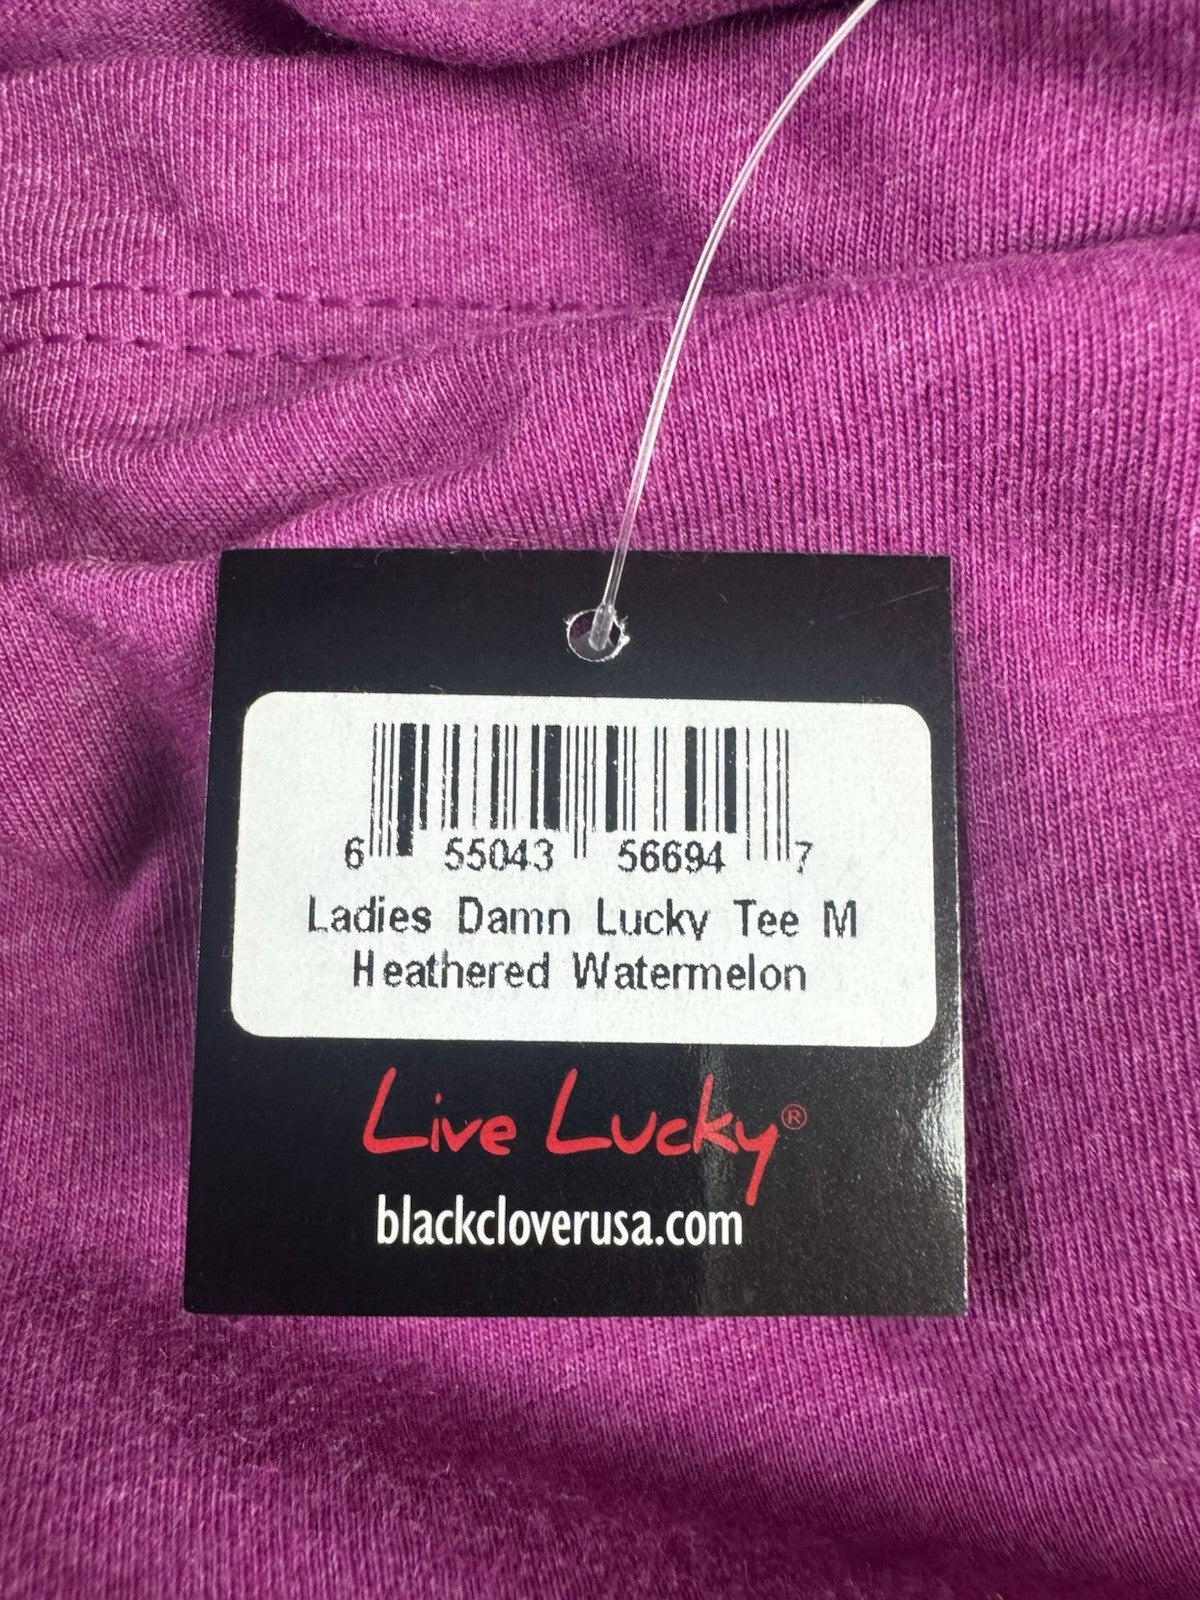 6 55043 56694 7
Ladies Damn Lucky Tee M
Heathered Watermelon
Live Lucky®
blackcloverusa.com